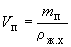 Vп = mп / ρж.х